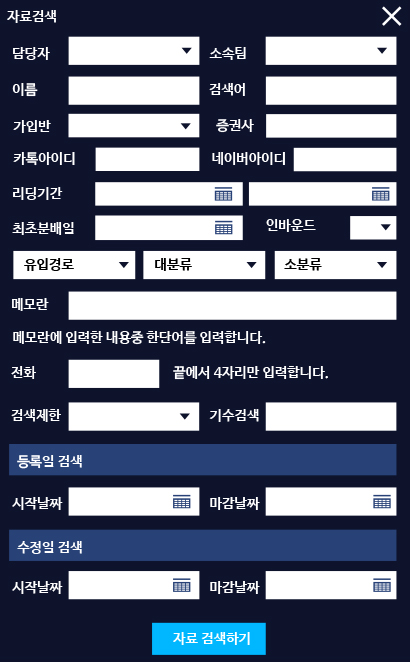 자료검색
담당자 소속팀
이름 검색어
가입반 증권사
카톡아이디 네이버아이디
리딩기간
최초분배일 인바운드
유입경로 대분류 소분류
메모란
메모란에 입력한 내용중 한단어를 입력합니다.
전화 끝에서 4자리만 입력합니다.
검색제한 기수검색
등록일 검색
시작날짜 마감날짜
수정일 검색
시작날짜 마감날짜
자료 검색하기